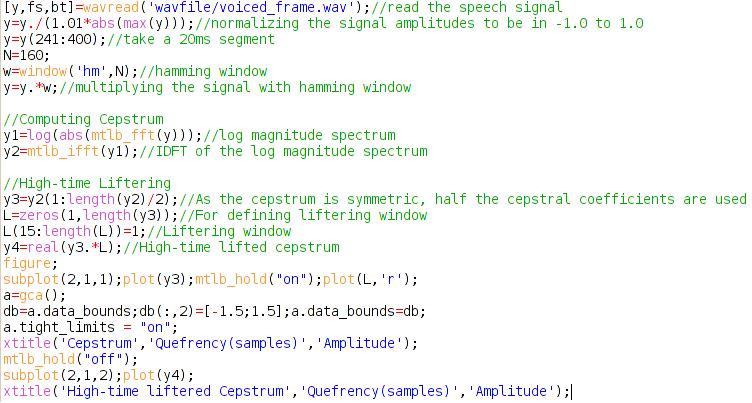 [y,fs,bt]=wavread('wavfile/voiced_frame.wav');//read the speech signal
y=y./(1.01*abs(max(y)));//normalizing the signal amplitudes to be in -1.0 to 1.0
y=y(241:400);//take a 20ms segment
N=160;
w=window('hm',N);//hamming window
y=y.*w;//multiplying the signal with hamming window

//Computing Cepstrum
y1=log(abs(mtlb_fft(y)));//log magnitude spectrum
y2=mtlb_ifft(y1);//IDFT of the log magnitude spectrum

//High-time Liftering
y3=y2(1:length(y2)/2);//As the cepstrum is symmetric, half the cepstral coefficients are used
L=zeros(1,length(y3));//For defining liftering window
L(15:length(L))=1;//Liftering window
y4=real(y3.*L);//High-time lifted cepstrum
figure;
subplot(2,1,1);plot(y3);mtlb_hold("on");plot(L,'r');
a=gca();
db=a.data_bounds;db(:,2)=[-1.5;1.5];a.data_bounds=db;
a.tight_limits = "on";
xtitle('Cepstrum','Quefrency(samples)','Amplitude');
mtlb_hold("off");
subplot(2,1,2);plot(y4);
xtitle('High-time liftered Cepstrum','Quefrency(samples)','Amplitude');